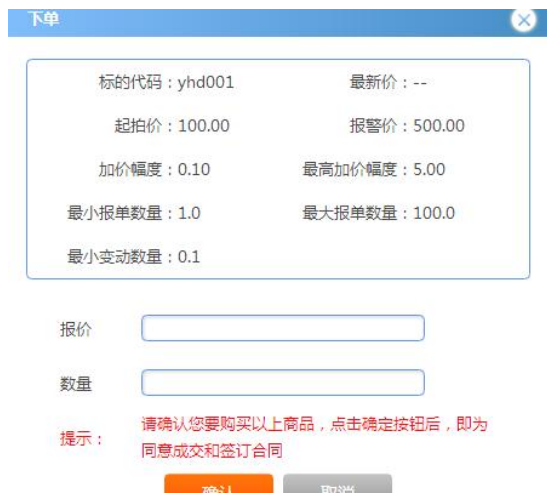 下单
标的代码：yhd001 最新价：--
起拍价：100.00 报警价：500.00
加价幅度：0.10 最高加价幅度：5.00
最小报单数量：1.0 最大报单数量：100.0
最小变动数量：0.1
报价
数量
提示： 请确认您要购买以上商品，点击确定按钮后，即为
同意成交和签订合同
确认 取消